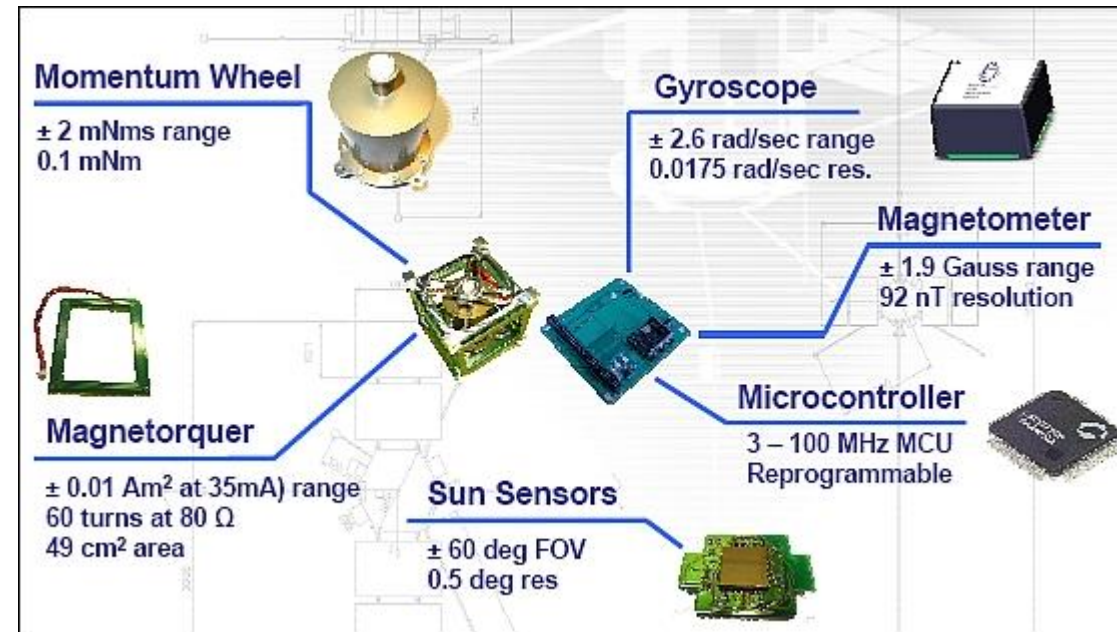 Momentum Wheel
± 2 mNms range
0.1 mNm
Gyroscope
± 2.6 rad/sec range
0.0175 rad/sec res.
Magnetometer
± 1.9 Gauss range
92 nT resolution
Magnetorquer
± 0.01 Am² at 35mA) range
60 turns at 80 Ω
49 cm² area
Microcontroller
3 – 100 MHz MCU
Reprogrammable
Sun Sensors
± 60 deg FOV
0.5 deg res